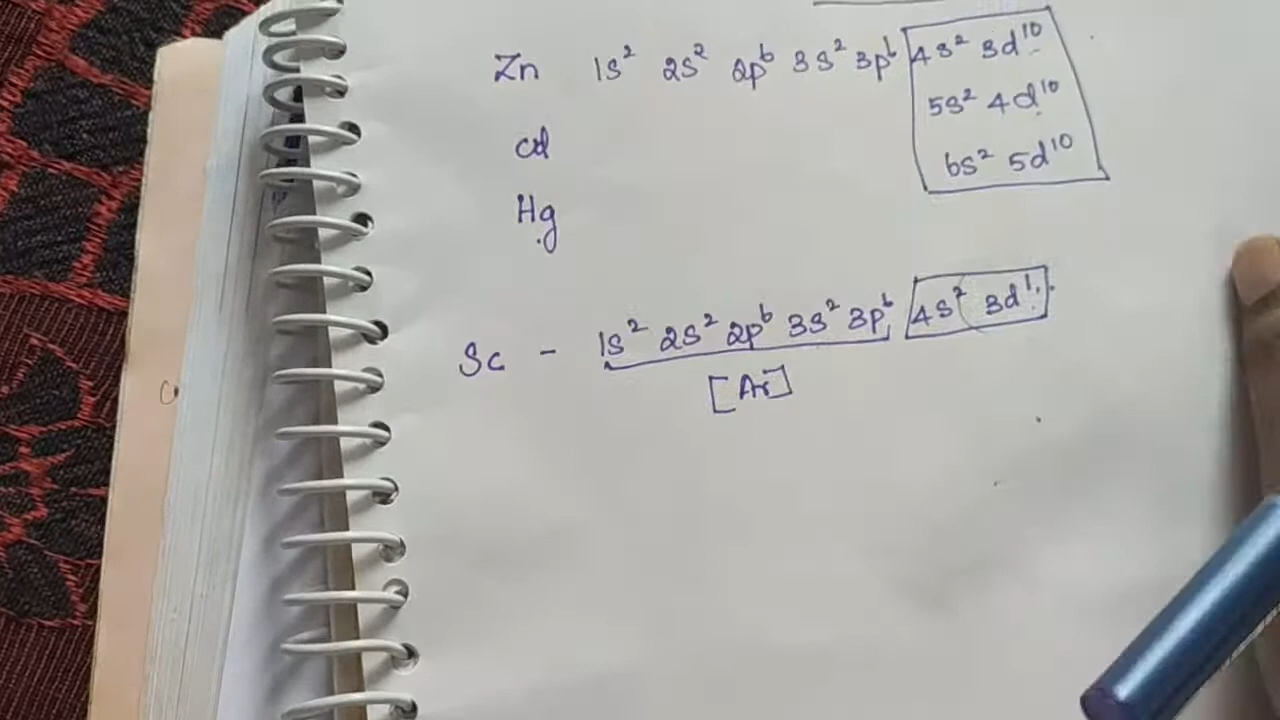 Zn 1s² 2s² 2p⁶ 3s² 3p⁶ 4s² 3d¹⁰
5s² 4d¹⁰
Cd
6s² 5d¹⁰
Hg
Sc - 1s² 2s² 2p⁶ 3s² 3p⁶ 4s² 3d¹
[Ar]